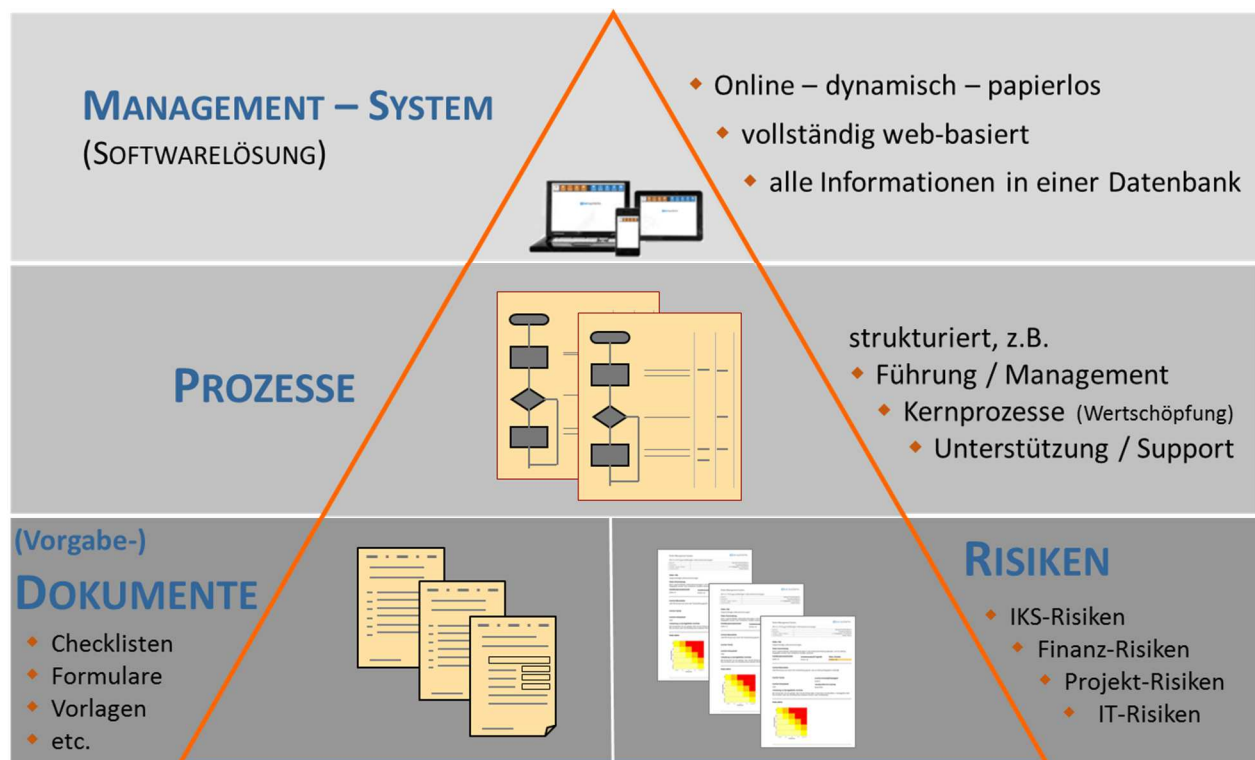 MANAGEMENT – SYSTEM
(SOFTWARELÖSUNG)
Online – dynamisch – papierlos
vollständig web-basiert
alle Informationen in einer Datenbank
PROZESSE
strukturiert, z.B.
Führung / Management
Kernprozesse (Wertschöpfung)
Unterstützung / Support
(Vorgabe-)
DOKUMENTE
Checklisten
Formulare
Vorlagen
etc.
RISIKEN
IKS-Risiken
Finanz-Risiken
Projekt-Risiken
IT-Risiken